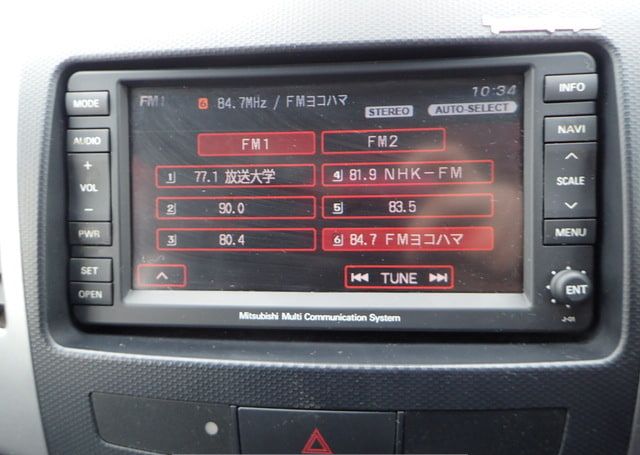 FM1 6 84.7MHz / FMヨコハマ 10:34
STEREO AUTO-SELECT
FM1 FM2
1 77.1 放送大学 4 81.9 NHK-FM
2 90.0 5 83.5
3 80.4 6 84.7 FMヨコハマ
TUNE
MODE
AUDIO
+
VOL
−
PWR
SET
OPEN
INFO
NAVI
SCALE
MENU
ENT
J-01
Mitsubishi Multi Communication System